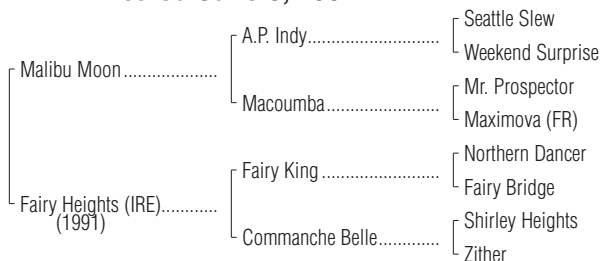 Seattle Slew
A.P. Indy
Weekend Surprise
Malibu Moon
Mr. Prospector
Macoumba
Maximova (FR)
Northern Dancer
Fairy King
Fairy Bridge
Fairy Heights (IRE)
(1991)
Shirley Heights
Commanche Belle
Zither